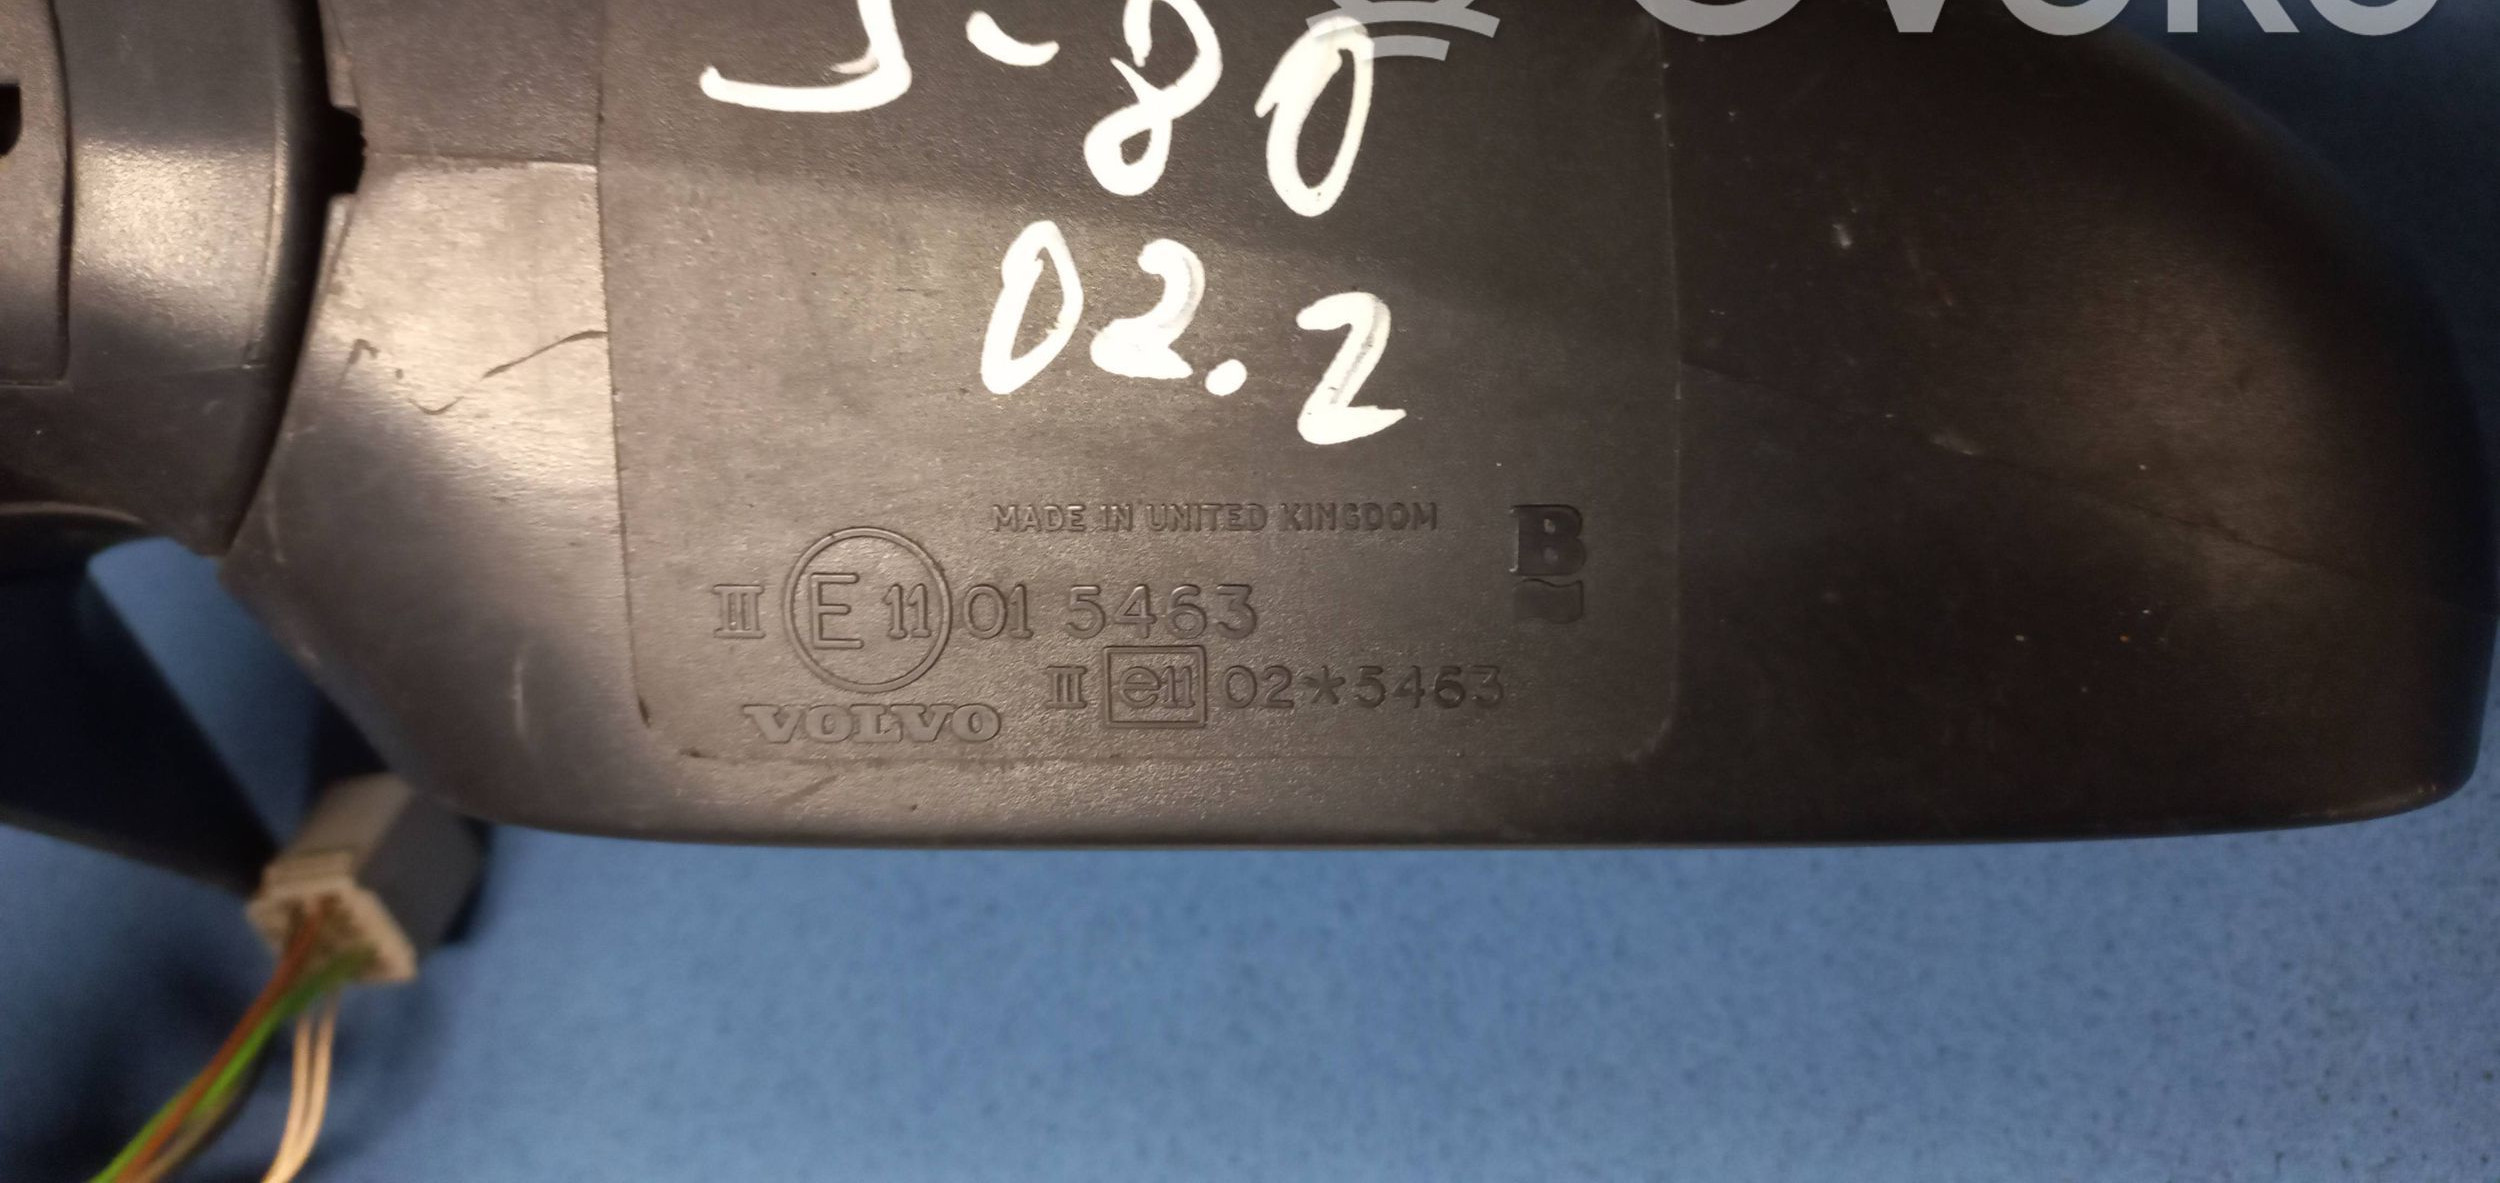 S-80
02.2
MADE IN UNITED KINGDOM
B
III E 11 01 5463
III e11 02*5463
VOLVO